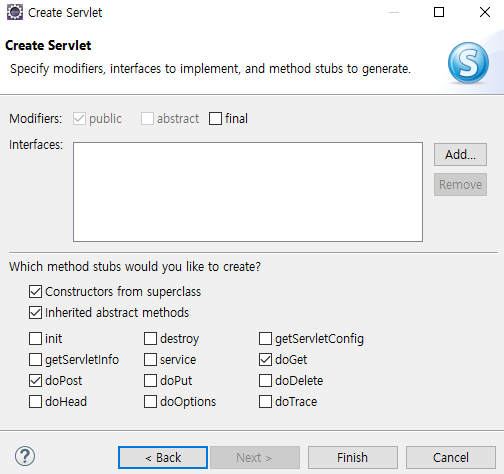 Create Servlet
Create Servlet
Specify modifiers, interfaces to implement, and method stubs to generate.
S
Modifiers: public abstract final
Interfaces:
Add...
Remove
Which method stubs would you like to create?
Constructors from superclass
Inherited abstract methods
init destroy getServletConfig
getServletInfo service doGet
doPost doPut doDelete
doHead doOptions doTrace
? < Back Next > Finish Cancel